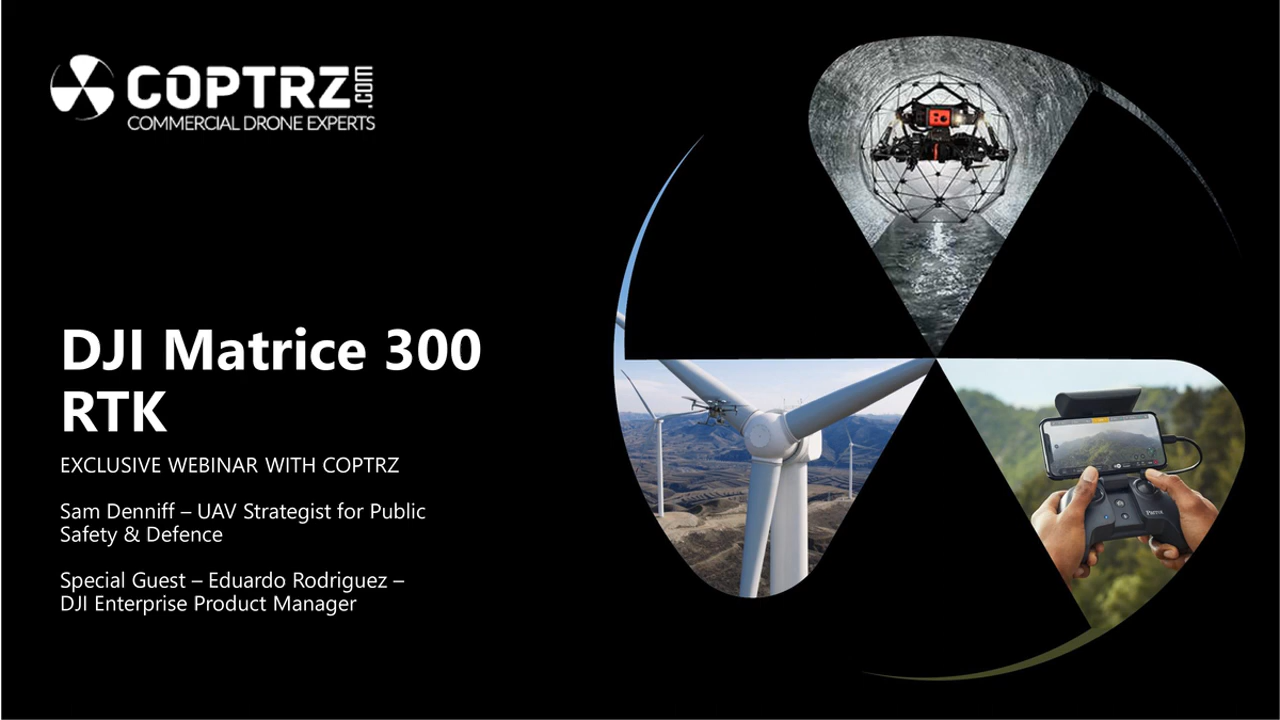 COPTRZ.com
COMMERCIAL DRONE EXPERTS
DJI Matrice 300
RTK
EXCLUSIVE WEBINAR WITH COPTRZ
Sam Denniff – UAV Strategist for Public
Safety & Defence
Special Guest – Eduardo Rodriguez –
DJI Enterprise Product Manager
Parrot